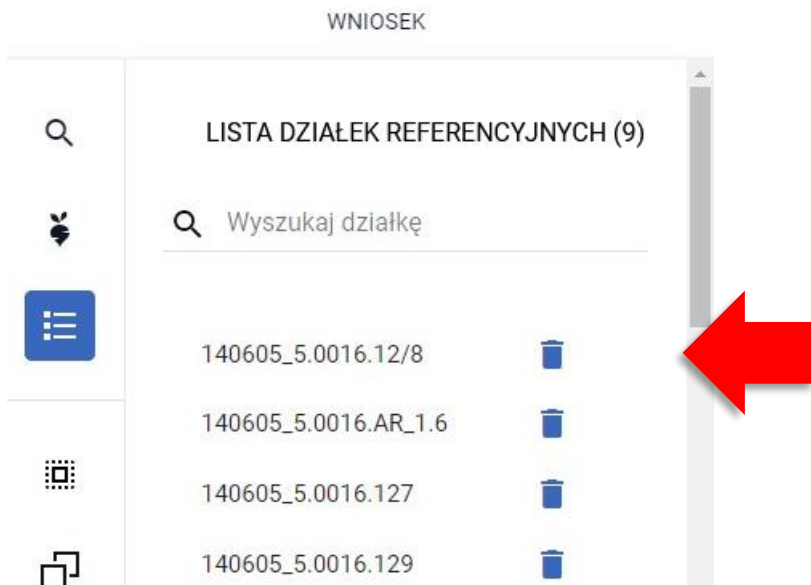 WNIOSEK
LISTA DZIAŁEK REFERENCYJNYCH (9)
Wyszukaj działkę
140605_5.0016.12/8
140605_5.0016.AR_1.6
140605_5.0016.127
140605_5.0016.129